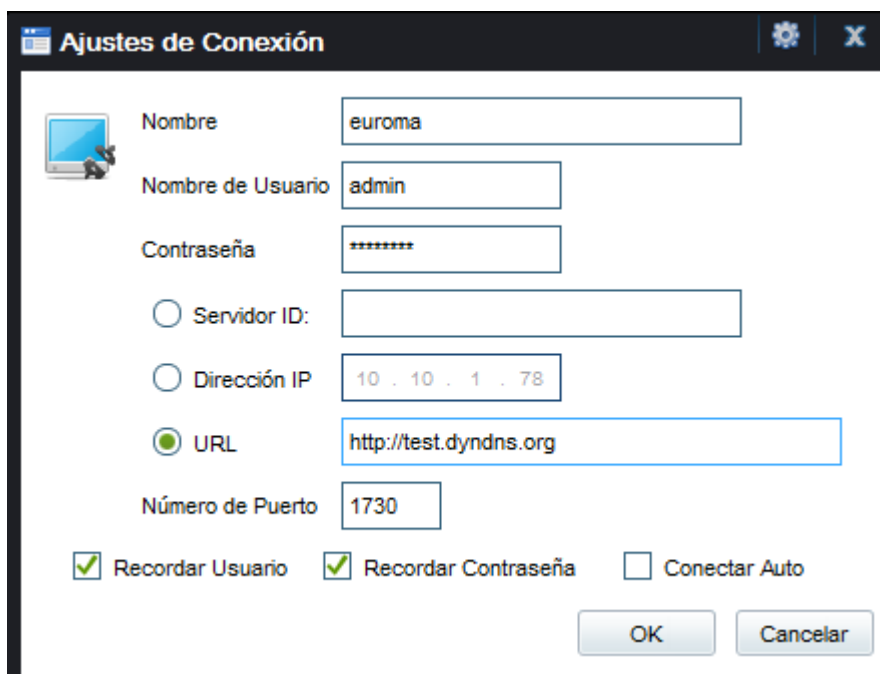 Ajustes de Conexión
x
Nombre euroma
Nombre de Usuario admin
Contraseña ********
Servidor ID:
Dirección IP 10 . 10 . 1 . 78
URL http://test.dyndns.org
Número de Puerto 1730
Recordar Usuario Recordar Contraseña Conectar Auto
OK Cancelar